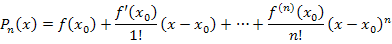 Pₙ(x) = f(x₀) + f′(x₀)/1! (x − x₀) + ⋯ + f⁽ⁿ⁾(x₀)/n! (x − x₀)ⁿ